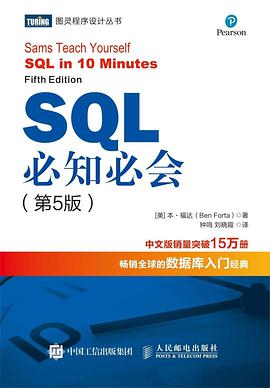 TURING 图灵程序设计丛书
Pearson
Sams Teach Yourself
SQL in 10 Minutes
Fifth Edition
SQL
必知必会
（第5版）
[美] 本·福达（Ben Forta） 著
钟鸣 刘晓霞 译
中文版销量突破15万册
畅销全球的数据库入门经典
中国工信出版集团
人民邮电出版社
POSTS & TELECOM PRESS